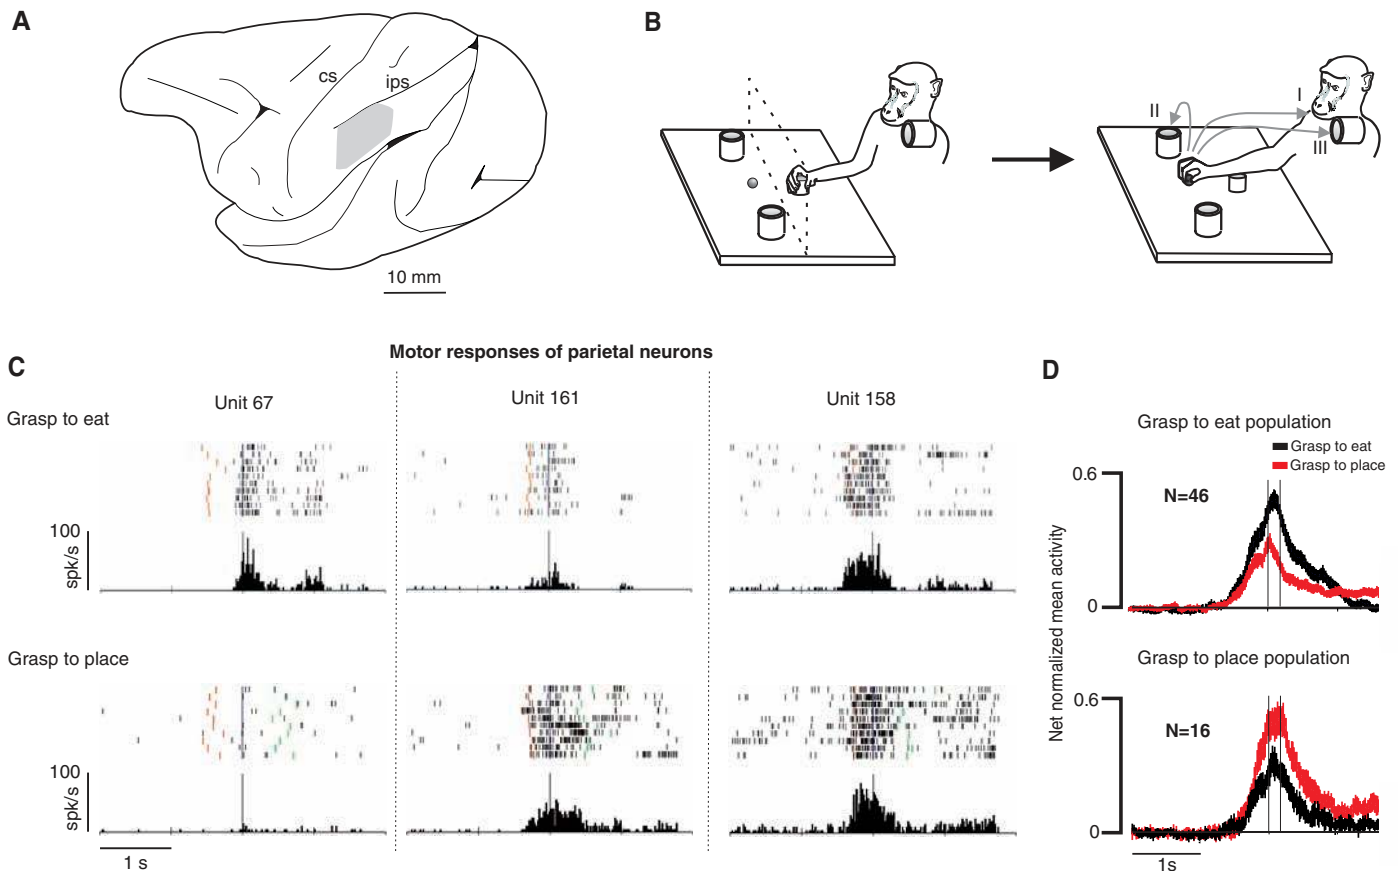 A
cs
ips
10 mm
B
I
II
III
Motor responses of parietal neurons
C
Unit 67
Unit 161
Unit 158
Grasp to eat
100
spk/s
Grasp to place
100
spk/s
1 s
D
Grasp to eat population
Grasp to eat
Grasp to place
0.6
N=46
0
Net normalized mean activity
Grasp to place population
0.6
N=16
0
1s